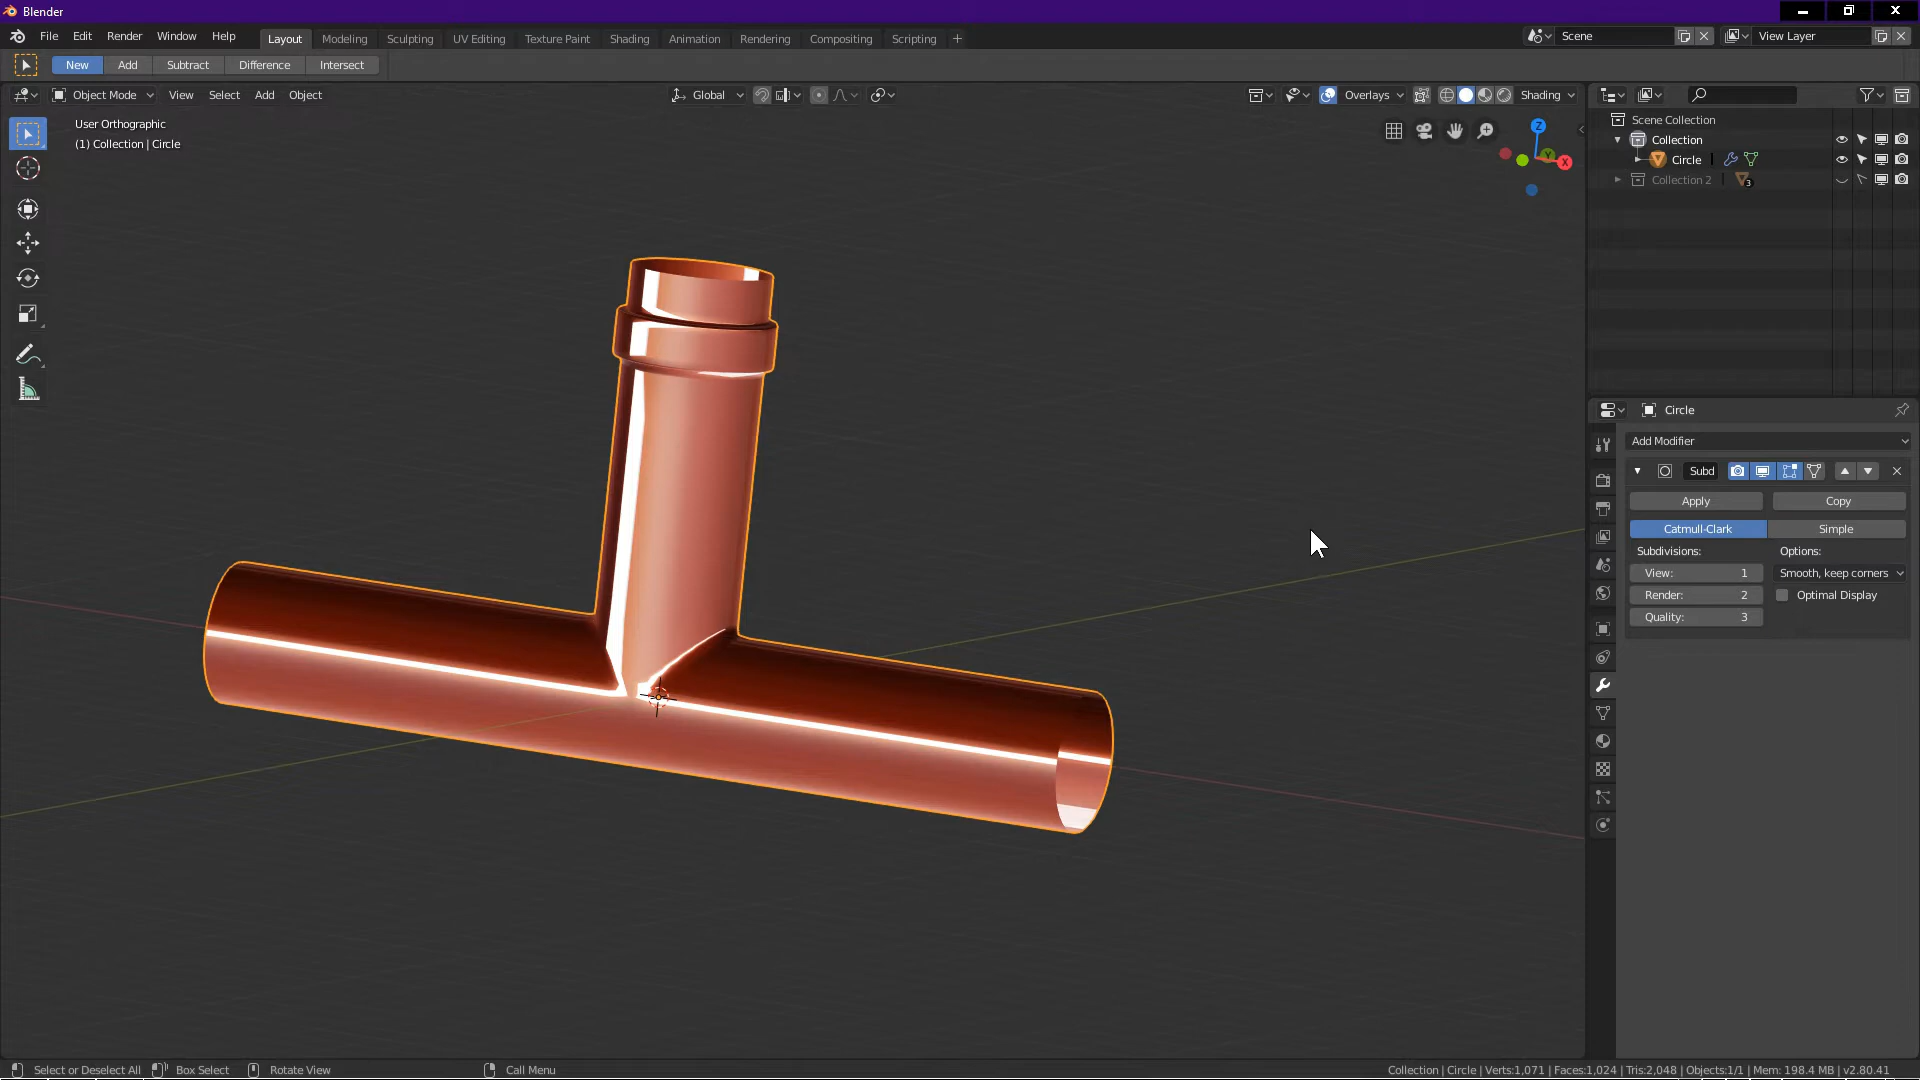 Blender
File Edit Render Window Help Layout Modeling Sculpting UV Editing Texture Paint Shading Animation Rendering Compositing Scripting + Scene View Layer
New Add Subtract Difference Intersect
Object Mode View Select Add Object Global Overlays Shading
User Orthographic
(1) Collection | Circle
Z
Y
X
Scene Collection
Collection
Circle
Collection 2 3
Circle
Add Modifier
Subd
Apply Copy
Catmull-Clark Simple
Subdivisions: Options:
View: 1 Smooth, keep corners
Render: 2 Optimal Display
Quality: 3
Select or Deselect All Box Select Rotate View Call Menu Collection | Circle | Verts:1,071 | Faces:1,024 | Tris:2,048 | Objects:1/1 | Mem: 198.4 MB | v2.80.41